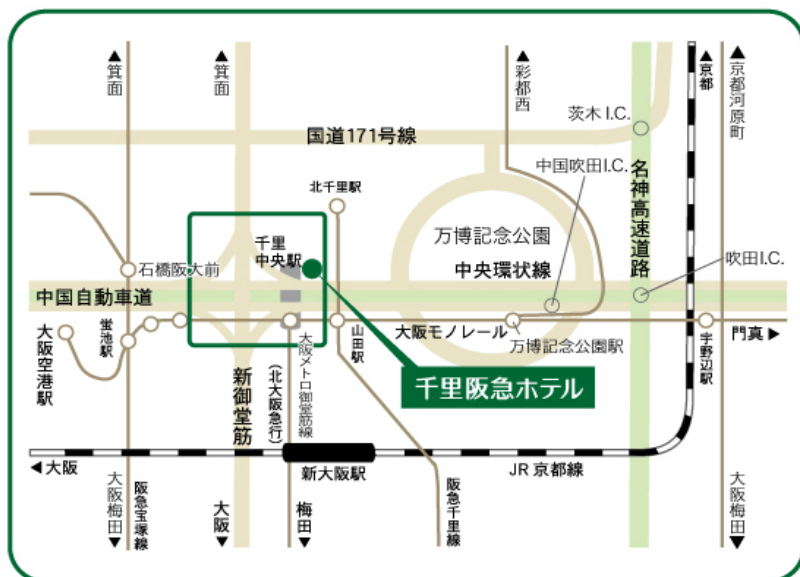 ▲箕面
▲箕面
▲彩都西
▲京都
▲京都河原町
茨木I.C.
国道171号線
中国吹田I.C.
名神高速道路
北千里駅
万博記念公園
千里
中央駅
石橋阪大前
中央環状線
吹田I.C.
中国自動車道
大阪空港駅
蛍池駅
大阪メトロ御堂筋線
(北大阪急行)
山田駅
大阪モノレール
万博記念公園駅
宇野辺駅
門真▶
新御堂筋
千里阪急ホテル
◀大阪
新大阪駅
JR京都線
大阪梅田▼
阪急宝塚線
大阪▼
梅田▼
阪急千里線
大阪梅田▼